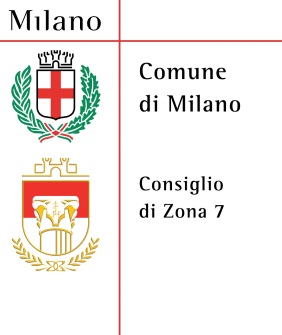 Milano
Comune
di Milano
Consiglio
di Zona 7